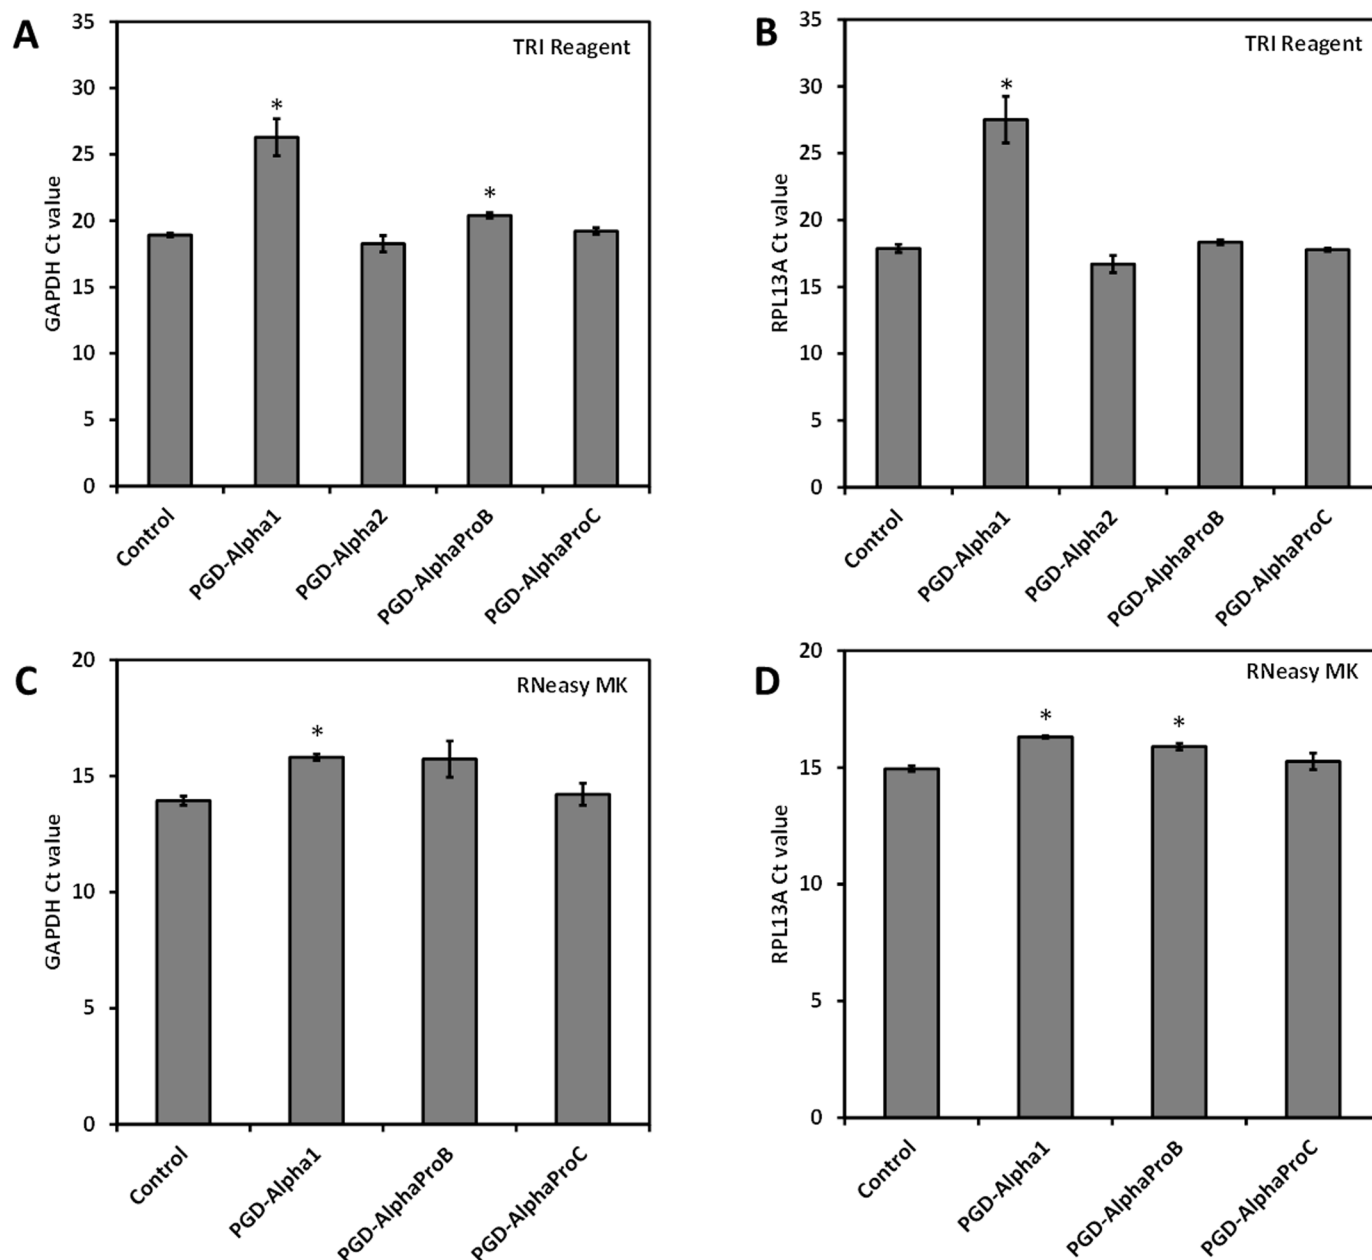 A
TRI Reagent
GAPDH Ct value
35
30
25
20
15
10
5
0
*
*
Control
PGD-Alpha1
PGD-Alpha2
PGD-AlphaProB
PGD-AlphaProC
B
TRI Reagent
RPL13A Ct value
35
30
25
20
15
10
5
0
*
Control
PGD-Alpha1
PGD-Alpha2
PGD-AlphaProB
PGD-AlphaProC
C
RNeasy MK
GAPDH Ct value
20
15
10
5
0
*
Control
PGD-Alpha1
PGD-AlphaProB
PGD-AlphaProC
D
RNeasy MK
RPL13A Ct value
20
15
10
5
0
*
*
Control
PGD-Alpha1
PGD-AlphaProB
PGD-AlphaProC